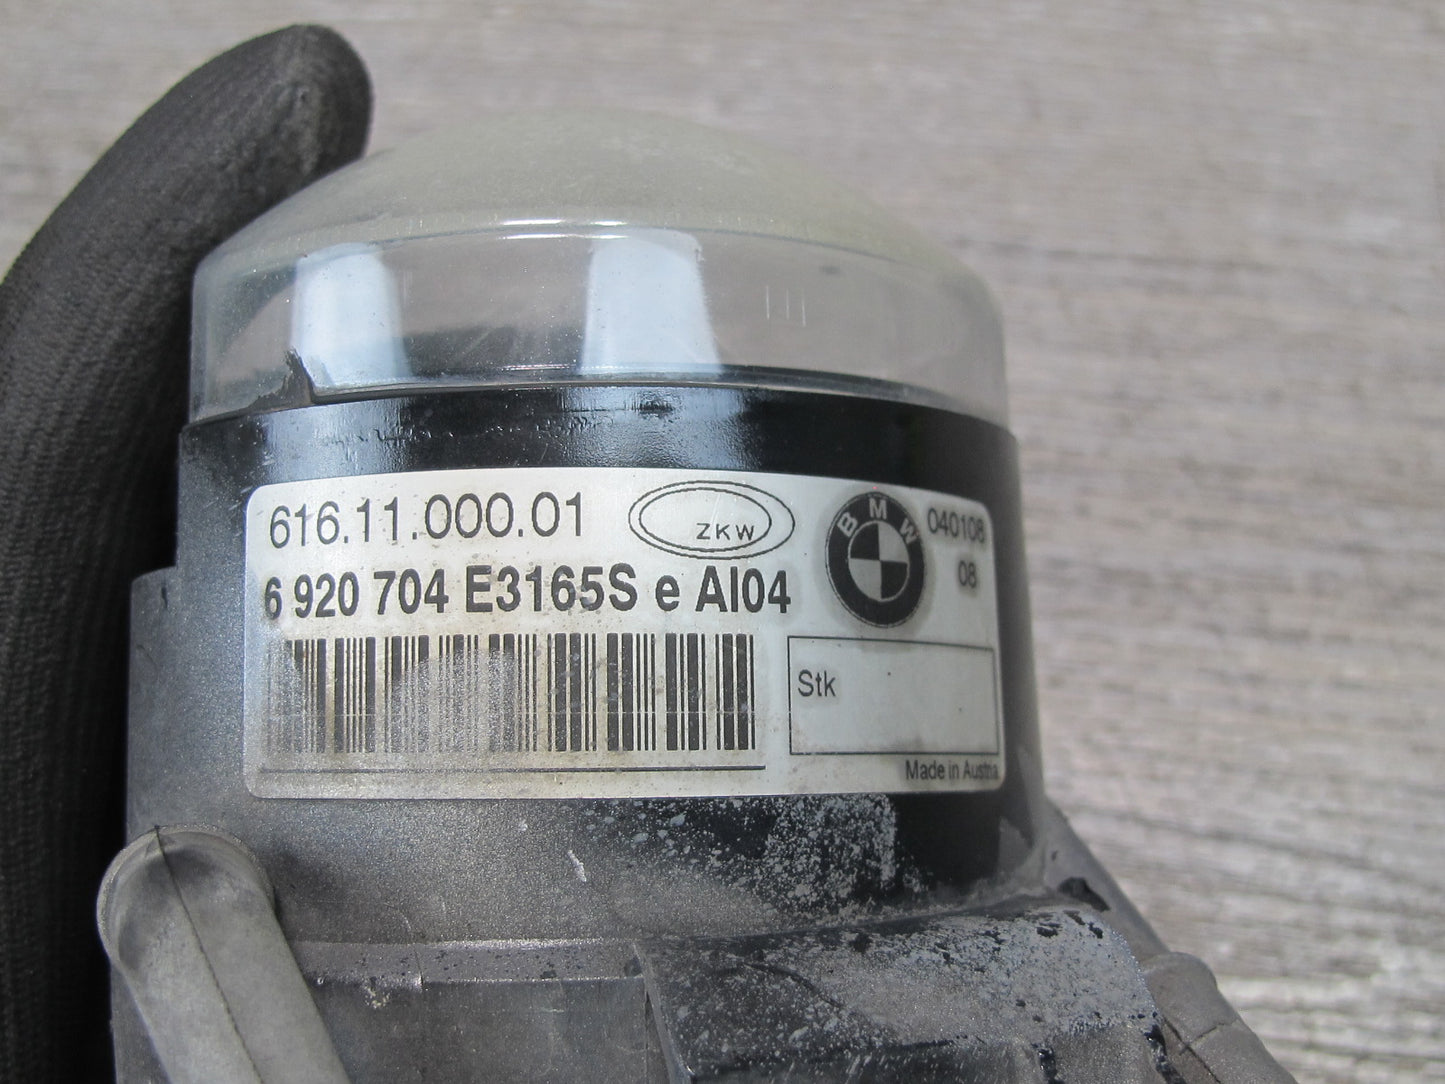 616.11.000.01
ZKW
BMW
040108
08
6 920 704 E3165S e AI04
Stk
Made in Austria